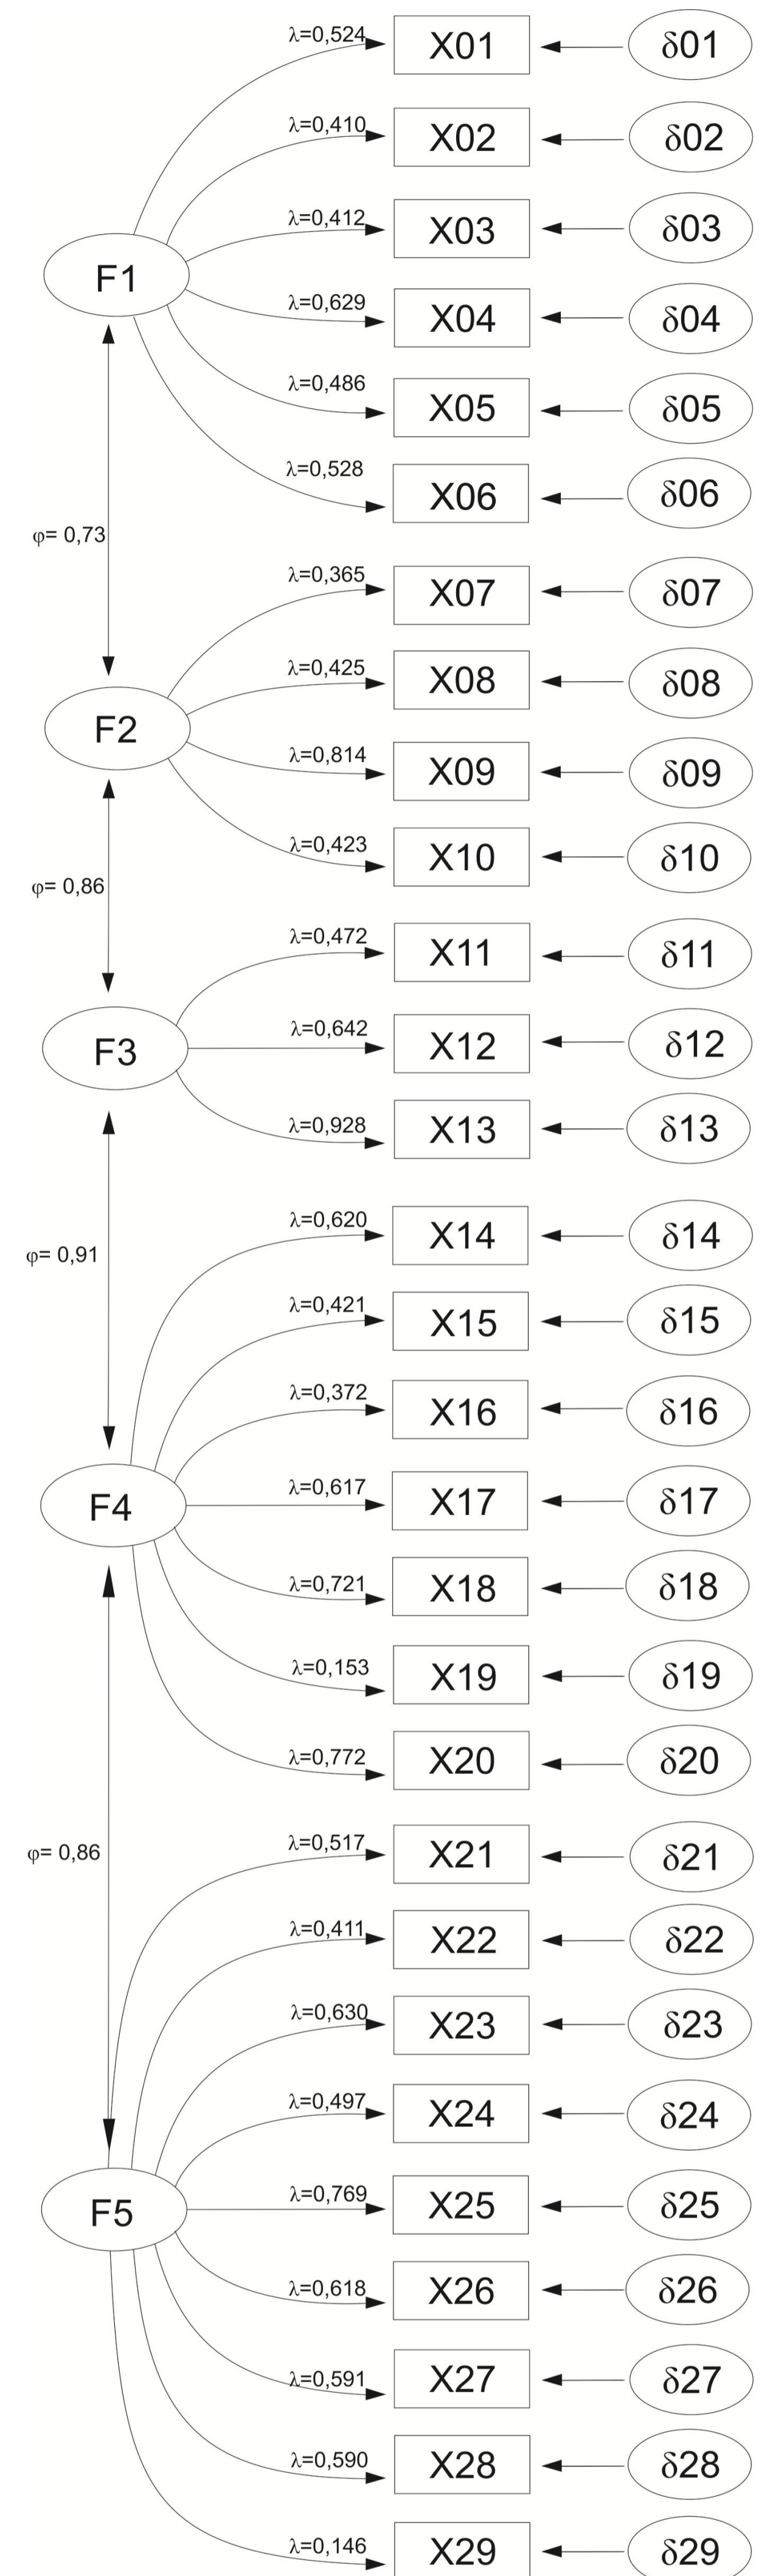 λ=0,524 X01 δ01
λ=0,410 X02 δ02
λ=0,412 X03 δ03
F1
λ=0,629 X04 δ04
λ=0,486 X05 δ05
λ=0,528 X06 δ06
φ= 0,73
λ=0,365 X07 δ07
λ=0,425 X08 δ08
F2
λ=0,814 X09 δ09
λ=0,423 X10 δ10
φ= 0,86
λ=0,472 X11 δ11
F3 λ=0,642 X12 δ12
λ=0,928 X13 δ13
λ=0,620 X14 δ14
φ= 0,91
λ=0,421 X15 δ15
λ=0,372 X16 δ16
F4 λ=0,617 X17 δ17
λ=0,721 X18 δ18
λ=0,153 X19 δ19
λ=0,772 X20 δ20
φ= 0,86
λ=0,517 X21 δ21
λ=0,411 X22 δ22
λ=0,630 X23 δ23
λ=0,497 X24 δ24
F5 λ=0,769 X25 δ25
λ=0,618 X26 δ26
λ=0,591 X27 δ27
λ=0,590 X28 δ28
λ=0,146 X29 δ29